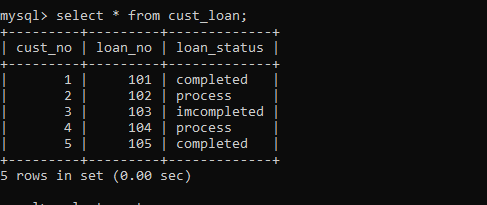 mysql> select * from cust_loan;
+---------+---------+-------------+
| cust_no | loan_no | loan_status |
+---------+---------+-------------+
|       1 |     101 | completed   |
|       2 |     102 | process     |
|       3 |     103 | imcompleted |
|       4 |     104 | process     |
|       5 |     105 | completed   |
+---------+---------+-------------+
5 rows in set (0.00 sec)